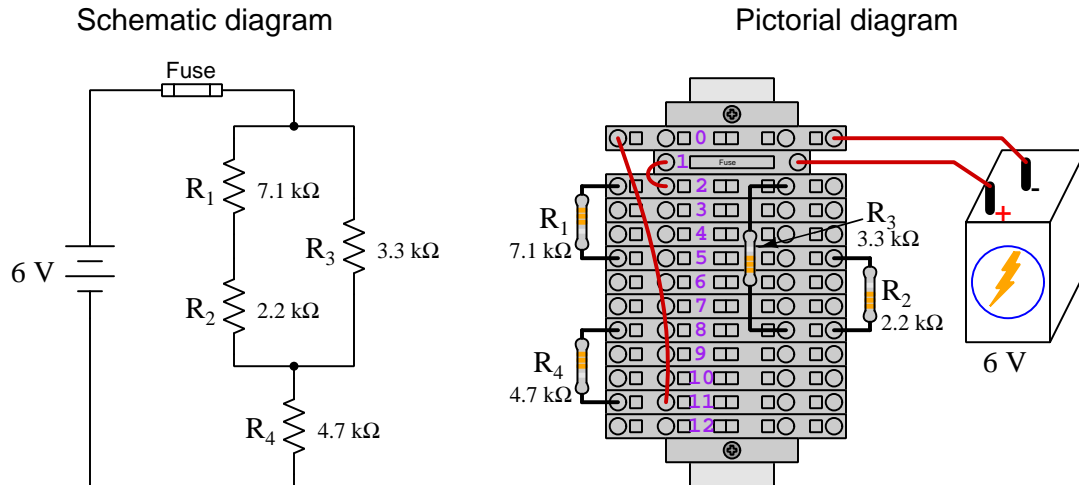 Schematic diagram
Fuse
R1
7.1 kΩ
R3
3.3 kΩ
6 V
R2
2.2 kΩ
R4
4.7 kΩ
Pictorial diagram
0
1
Fuse
2
3
4
5
6
7
8
9
10
11
12
R1
7.1 kΩ
R3
3.3 kΩ
R2
2.2 kΩ
R4
4.7 kΩ
-
+
6 V